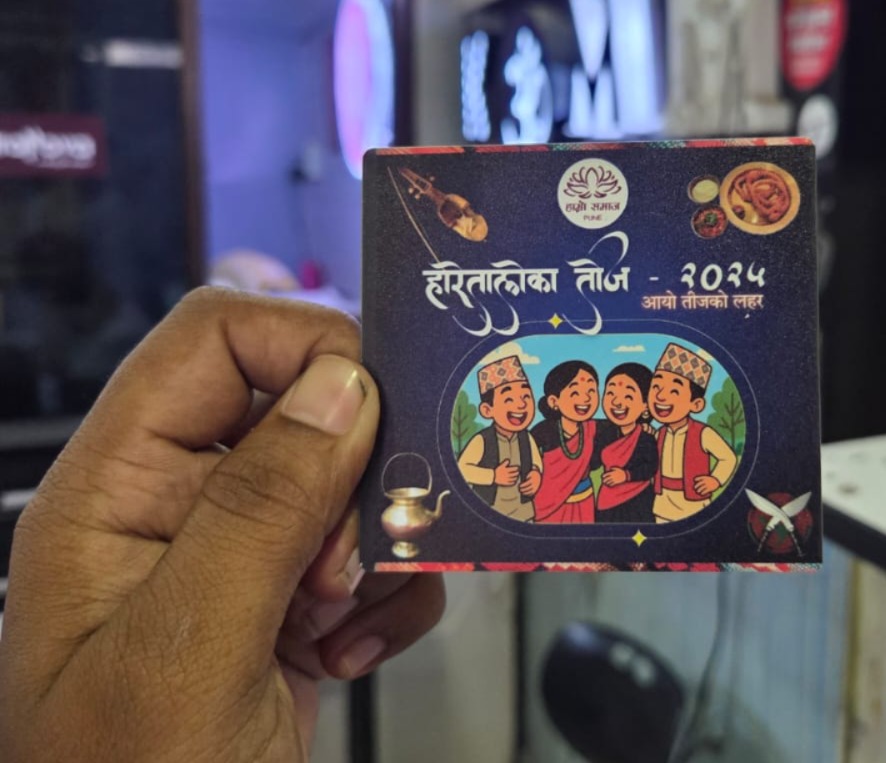 हाम्रो समाज
PUNE
हरितालीका तीज - २०२५
आयो तीजको लहर